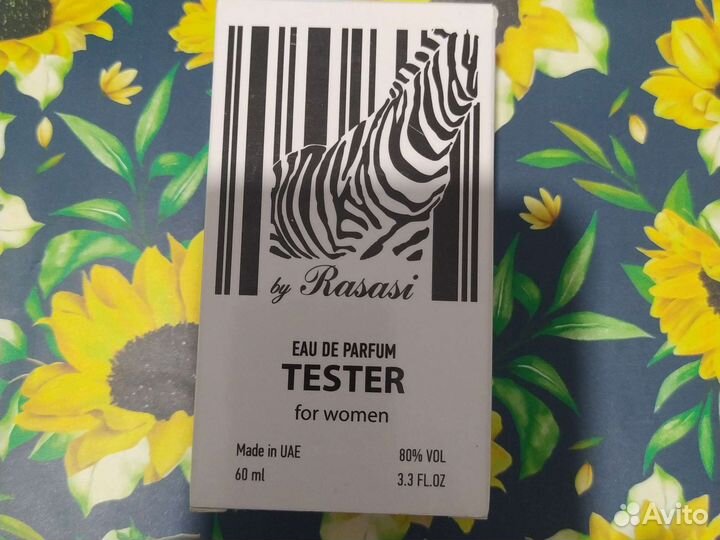 by Rasasi
EAU DE PARFUM
TESTER
for women
Made in UAE 80% VOL
60 ml 3.3 FL.OZ
Avito